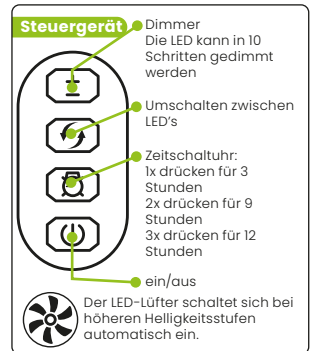 Steuergerät
Dimmer
Die LED kann in 10
Schritten gedimmt
werden
Umschalten zwischen
LED's
Zeitschaltuhr:
1x drücken für 3
Stunden
2x drücken für 9
Stunden
3x drücken für 12
Stunden
ein/aus
Der LED-Lüfter schaltet sich bei
höheren Helligkeitsstufen
automatisch ein.